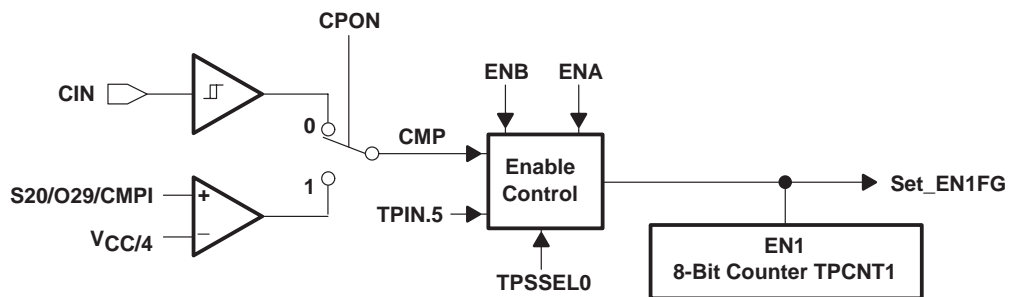 CPON
ENB
ENA
CIN
0
CMP
Enable
Control
1
S20/O29/CMPI
+
VCC/4
–
TPIN.5
Set_EN1FG
EN1
8-Bit Counter TPCNT1
TPSSEL0